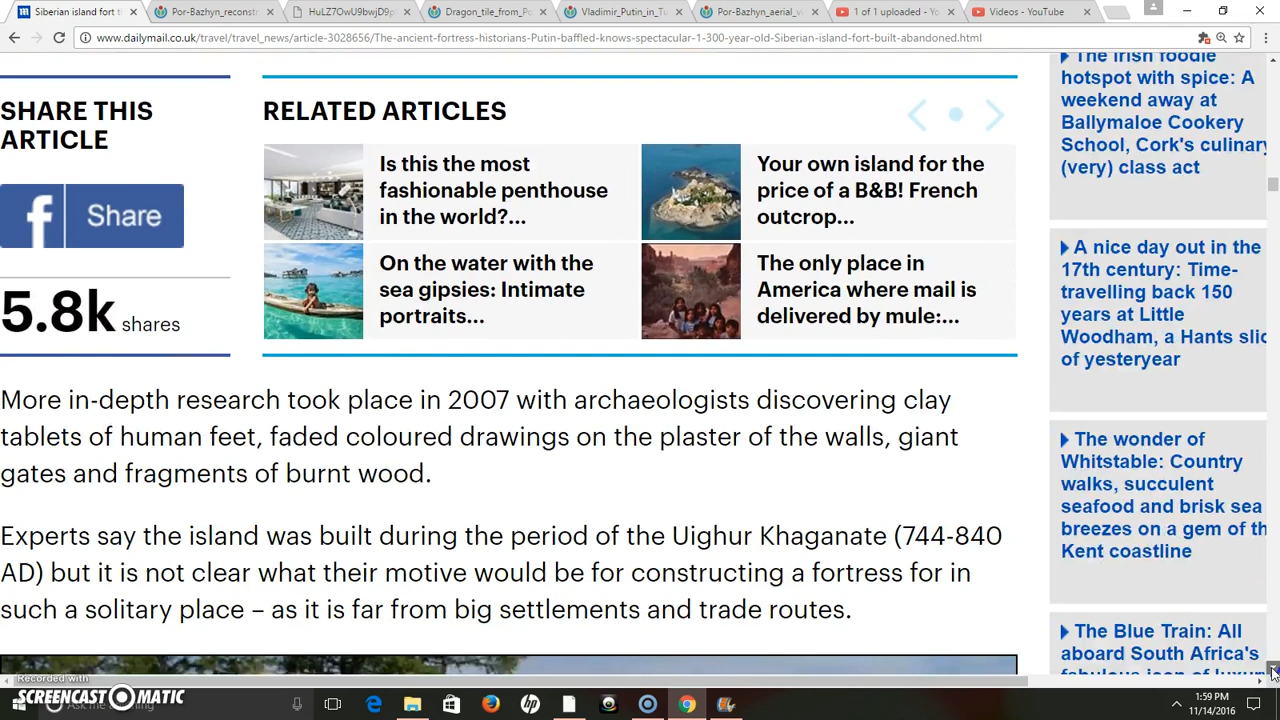 Siberian island fort t
Por-Bazhyn_reconstr
HuLZ7OwU9bwjD9p
Dragon_tile_from_Po
Vladimir_Putin_in_Tu
Por-Bazhyn_aerial_v
1 of 1 uploaded - Yo
Videos - YouTube
www.dailymail.co.uk/travel/travel_news/article-3028656/The-ancient-fortress-historians-Putin-baffled-knows-spectacular-1-300-year-old-Siberian-island-fort-built-abandoned.html
SHARE THIS
ARTICLE
f Share
5.8k shares
RELATED ARTICLES
Is this the most
fashionable penthouse
in the world?...
Your own island for the
price of a B&B! French
outcrop...
On the water with the
sea gipsies: Intimate
portraits...
The only place in
America where mail is
delivered by mule:...
More in-depth research took place in 2007 with archaeologists discovering clay
tablets of human feet, faded coloured drawings on the plaster of the walls, giant
gates and fragments of burnt wood.
Experts say the island was built during the period of the Uighur Khaganate (744-840
AD) but it is not clear what their motive would be for constructing a fortress for in
such a solitary place – as it is far from big settlements and trade routes.
The Irish foodie
hotspot with spice: A
weekend away at
Ballymaloe Cookery
School, Cork's culinary
(very) class act
A nice day out in the
17th century: Time-
travelling back 150
years at Little
Woodham, a Hants slic
of yesteryear
The wonder of
Whitstable: Country
walks, succulent
seafood and brisk sea
breezes on a gem of th
Kent coastline
The Blue Train: All
aboard South Africa's
fabulous icon of luxur
Recorded with
SCREENCAST MATIC
hp
1:59 PM
11/14/2016